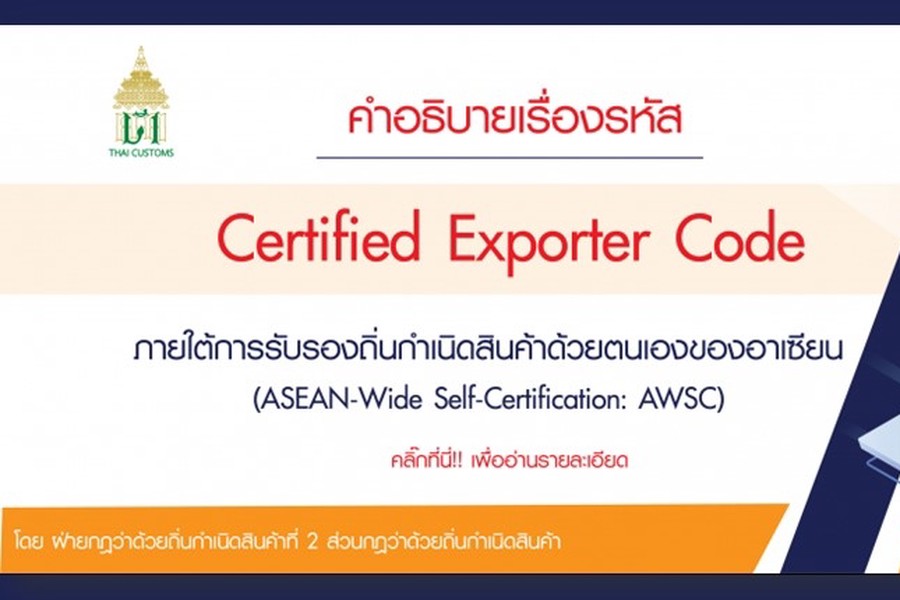 THAI CUSTOMS
คำอธิบายเรื่องรหัส
Certified Exporter Code
ภายใต้การรับรองถิ่นกำเนิดสินค้าด้วยตนเองของอาเซียน
(ASEAN-Wide Self-Certification: AWSC)
คลิ๊กที่นี่!! เพื่ออ่านรายละเอียด
โดย ฝ่ายกฎว่าด้วยถิ่นกำเนิดสินค้าที่ 2 ส่วนกฎว่าด้วยถิ่นกำเนิดสินค้า